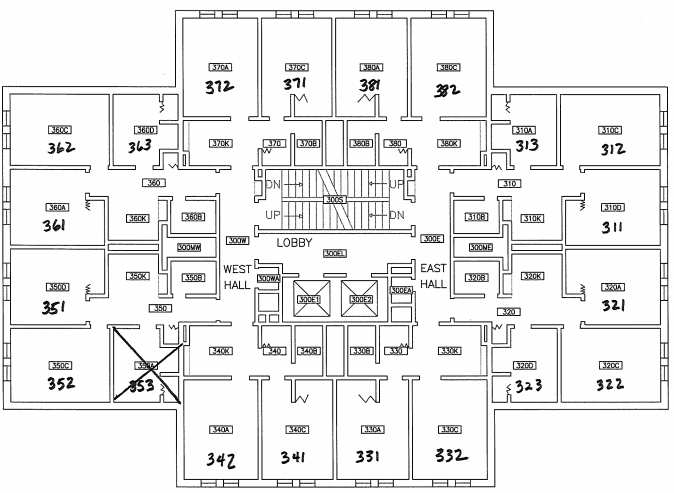 370A 370C 380A 380C
372 371 381 382
360C 360D 310A 310C
362 363 313 312
370K 370 370B 380B 380 380K
360 310
DN UP
300S
360A 360K 360B 310B 310K 310D
361 311
UP DN
300MW 300W 300E 300ME
LOBBY
300EL
350D 350K 350B 320B 320K 320A
351 321
WEST HALL
EAST HALL
300WA 300EA
300E1 300E2
350 320
340K 340 340B 330B 330 330K
350C 350A 320D 320C
352 353 323 322
340A 340C 330A 330C
342 341 331 332